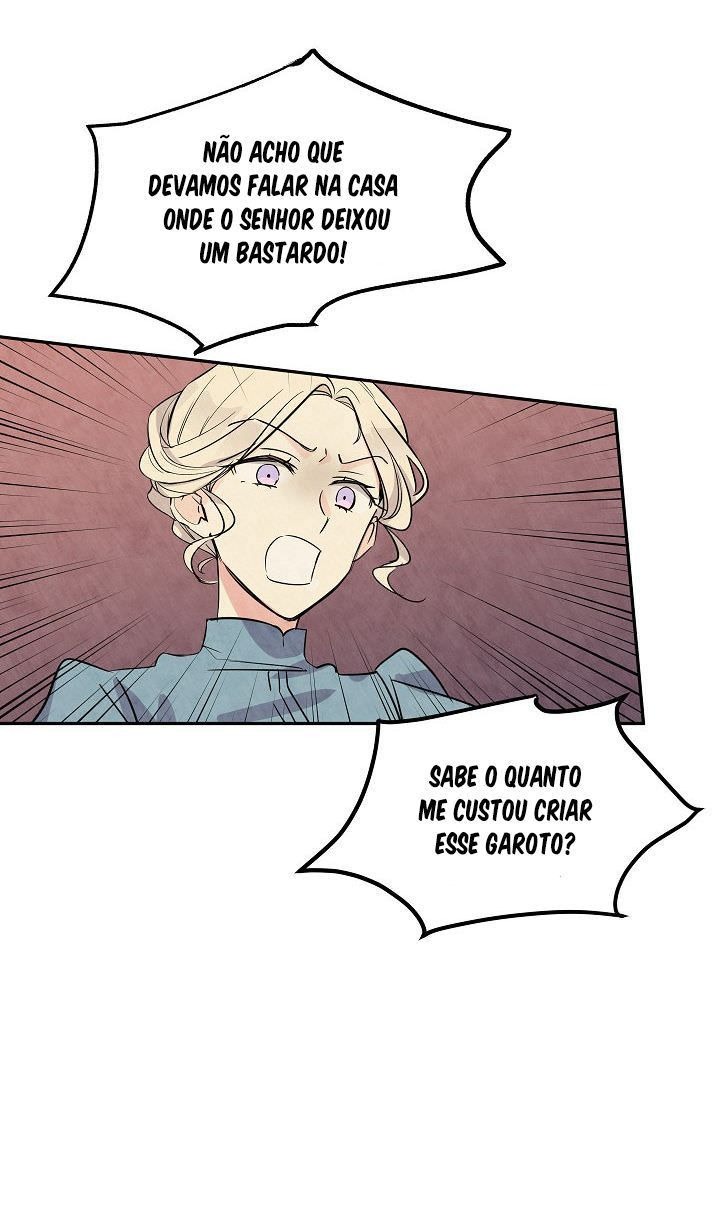 NÃO ACHO QUE
DEVAMOS FALAR NA CASA
ONDE O SENHOR DEIXOU
UM BASTARDO!
SABE O QUANTO
ME CUSTOU CRIAR
ESSE GAROTO?